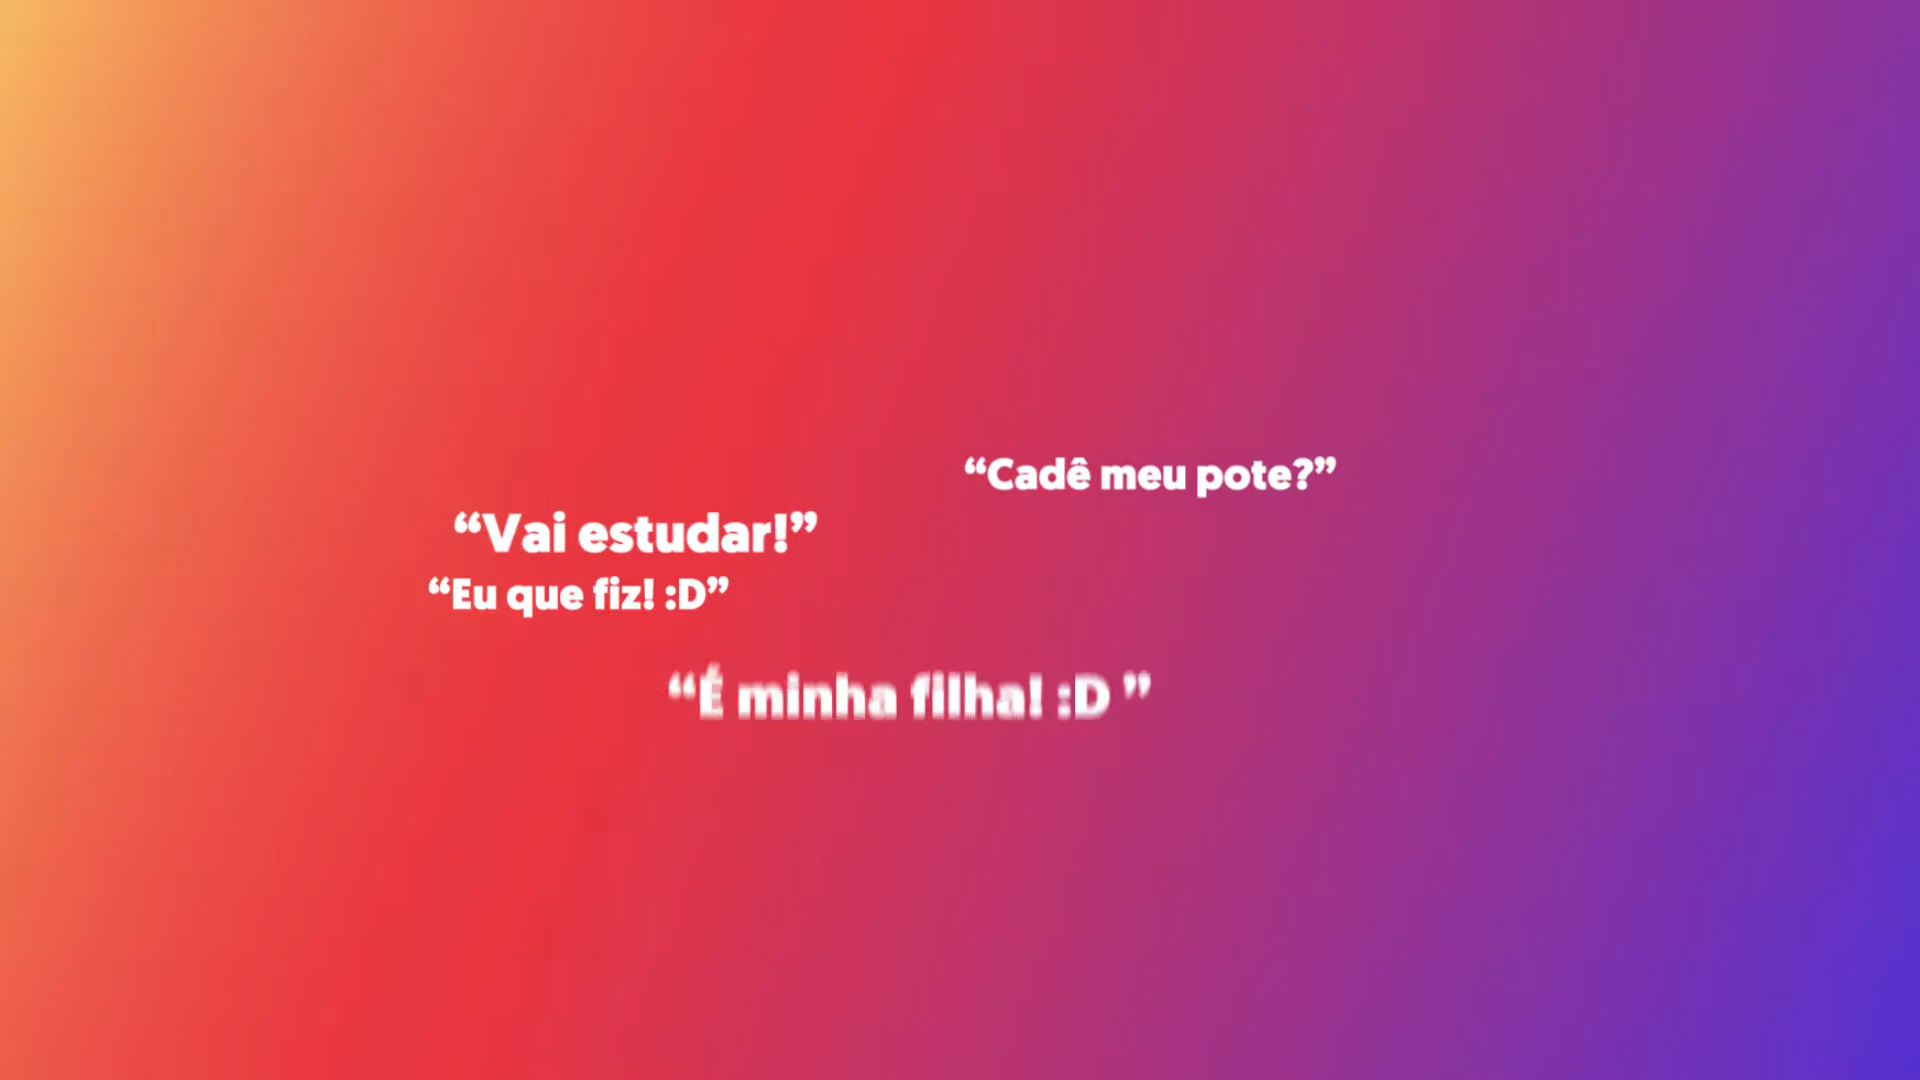 “Cadê meu pote?”
“Vai estudar!”
“Eu que fiz! :D”
“É minha filha! :D ”